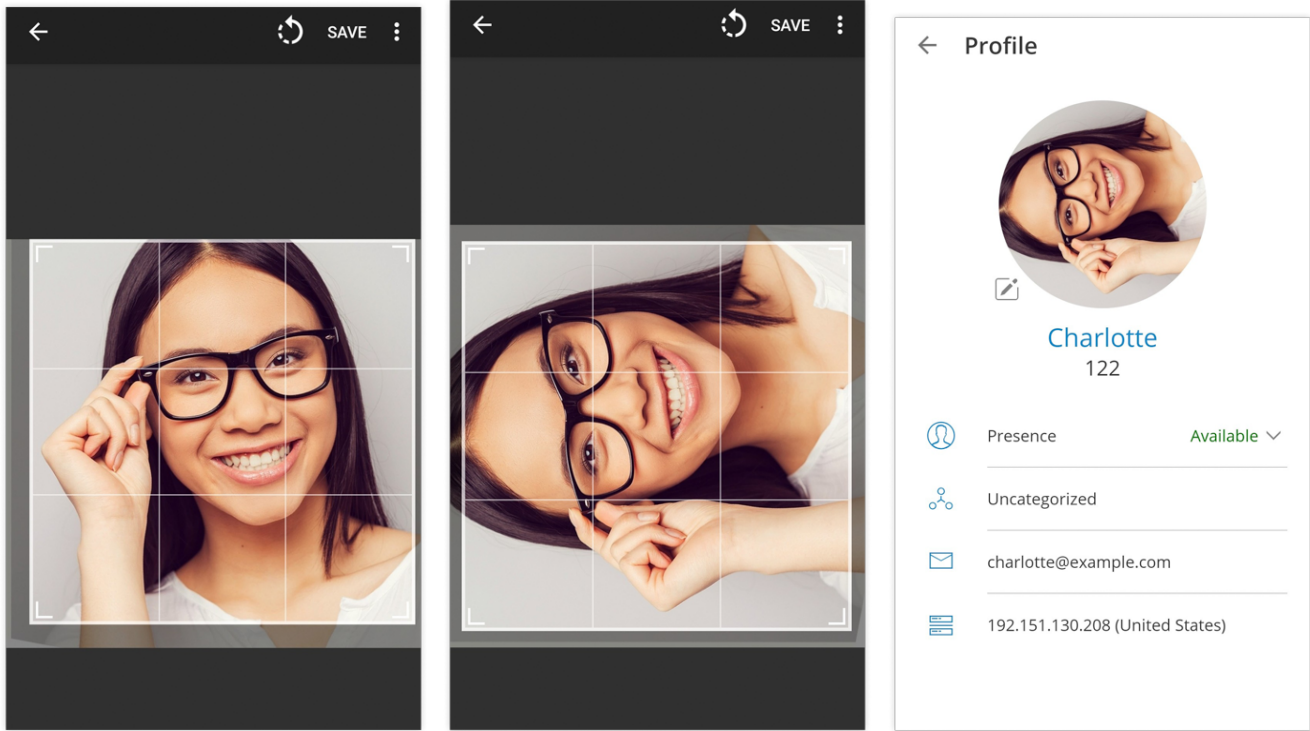 SAVE
SAVE
Profile
Charlotte
122
Presence Available
Uncategorized
charlotte@example.com
192.151.130.208 (United States)